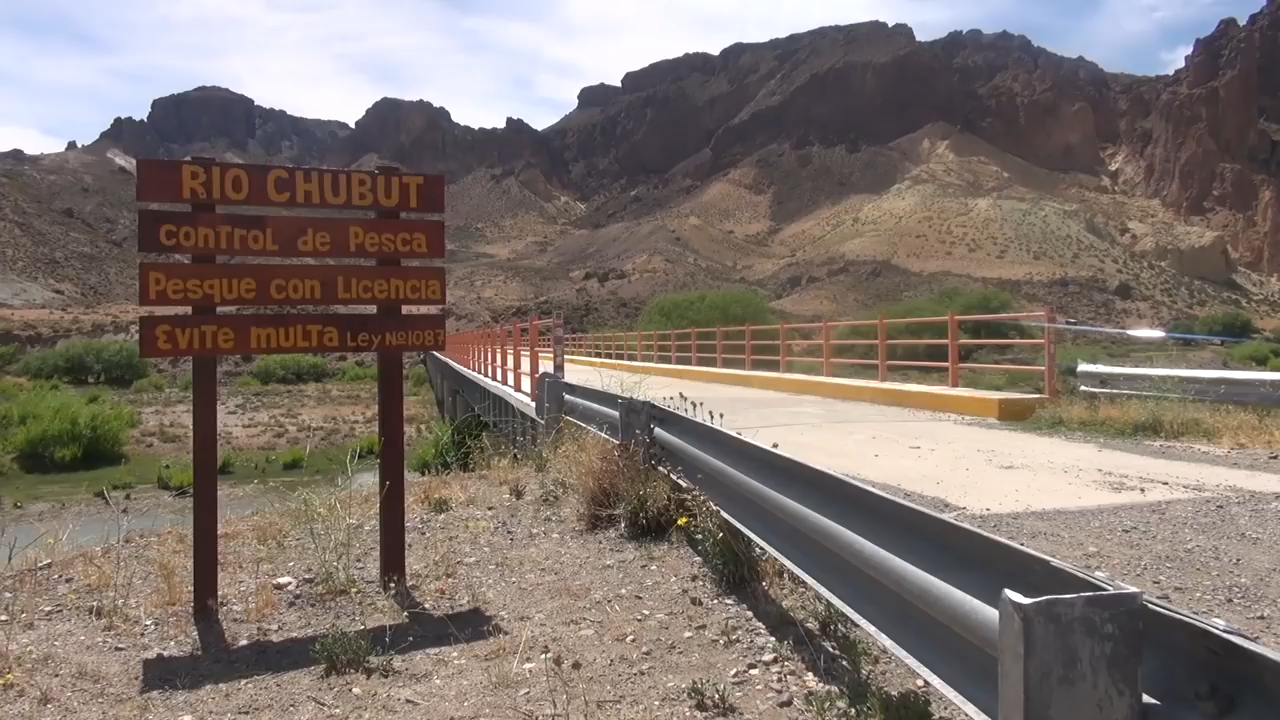 RIO CHUBUT
contROL de Pesca
Pesque con Licencia
EVITE MULTA Ley Nº1087